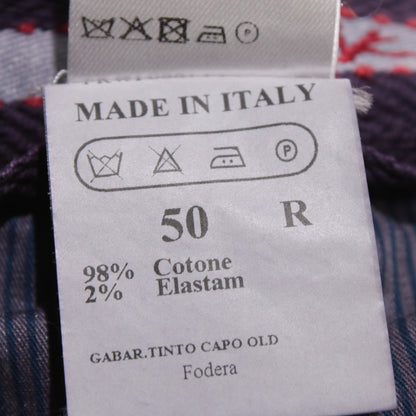 MADE IN ITALY
P
50 R
98% Cotone
2% Elastam
GABAR.TINTO CAPO OLD
Fodera